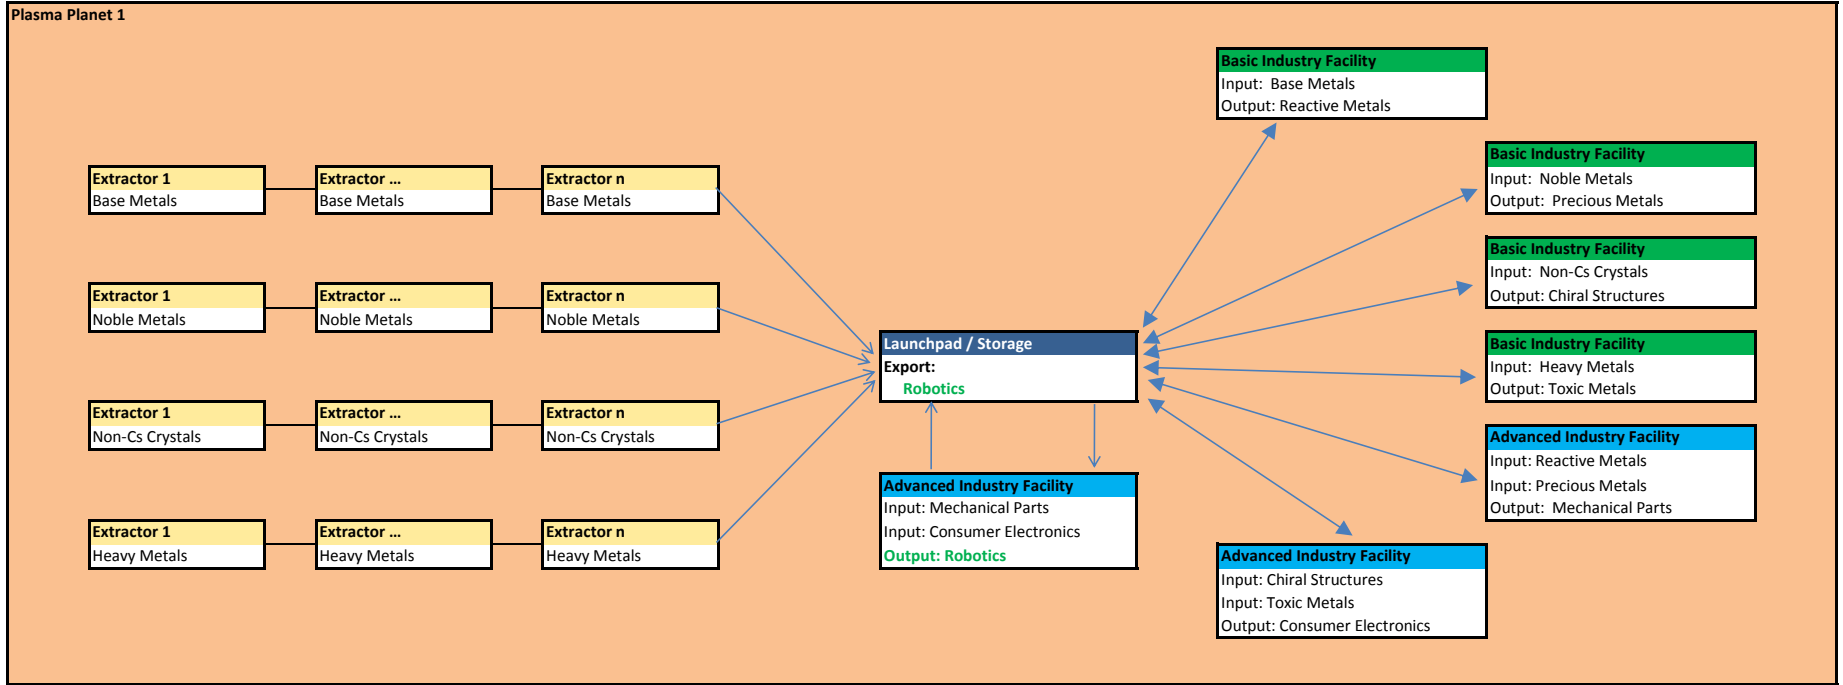 Plasma Planet 1
Extractor 1
Base Metals
Extractor ...
Base Metals
Extractor n
Base Metals
Extractor 1
Noble Metals
Extractor ...
Noble Metals
Extractor n
Noble Metals
Extractor 1
Non-Cs Crystals
Extractor ...
Non-Cs Crystals
Extractor n
Non-Cs Crystals
Extractor 1
Heavy Metals
Extractor ...
Heavy Metals
Extractor n
Heavy Metals
Launchpad / Storage
Export:
Robotics
Advanced Industry Facility
Input: Mechanical Parts
Input: Consumer Electronics
Output: Robotics
Basic Industry Facility
Input: Base Metals
Output: Reactive Metals
Basic Industry Facility
Input: Noble Metals
Output: Precious Metals
Basic Industry Facility
Input: Non-Cs Crystals
Output: Chiral Structures
Basic Industry Facility
Input: Heavy Metals
Output: Toxic Metals
Advanced Industry Facility
Input: Reactive Metals
Input: Precious Metals
Output: Mechanical Parts
Advanced Industry Facility
Input: Chiral Structures
Input: Toxic Metals
Output: Consumer Electronics